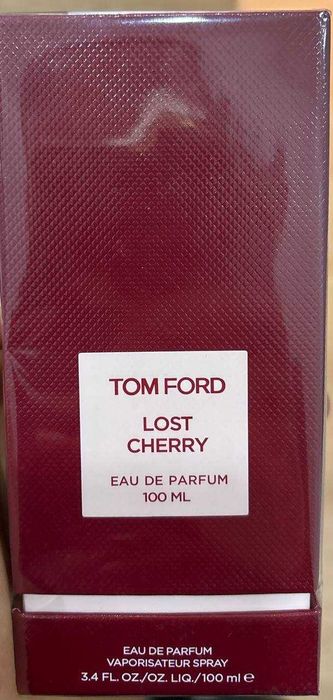 TOM FORD
LOST
CHERRY
EAU DE PARFUM
100 ML
EAU DE PARFUM
VAPORISATEUR SPRAY
3.4 FL. OZ./OZ. LIQ./100 ml ℮